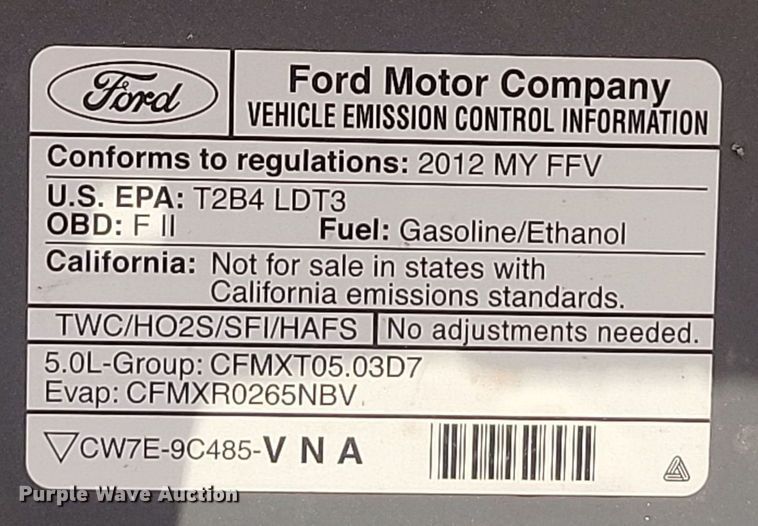 Ford
Ford Motor Company
VEHICLE EMISSION CONTROL INFORMATION
Conforms to regulations: 2012 MY FFV
U.S. EPA: T2B4 LDT3
OBD: F II Fuel: Gasoline/Ethanol
California: Not for sale in states with
California emissions standards.
TWC/HO2S/SFI/HAFS No adjustments needed.
5.0L-Group: CFMXT05.03D7
Evap: CFMXR0265NBV
CW7E-9C485-V N A
Purple Wave Auction